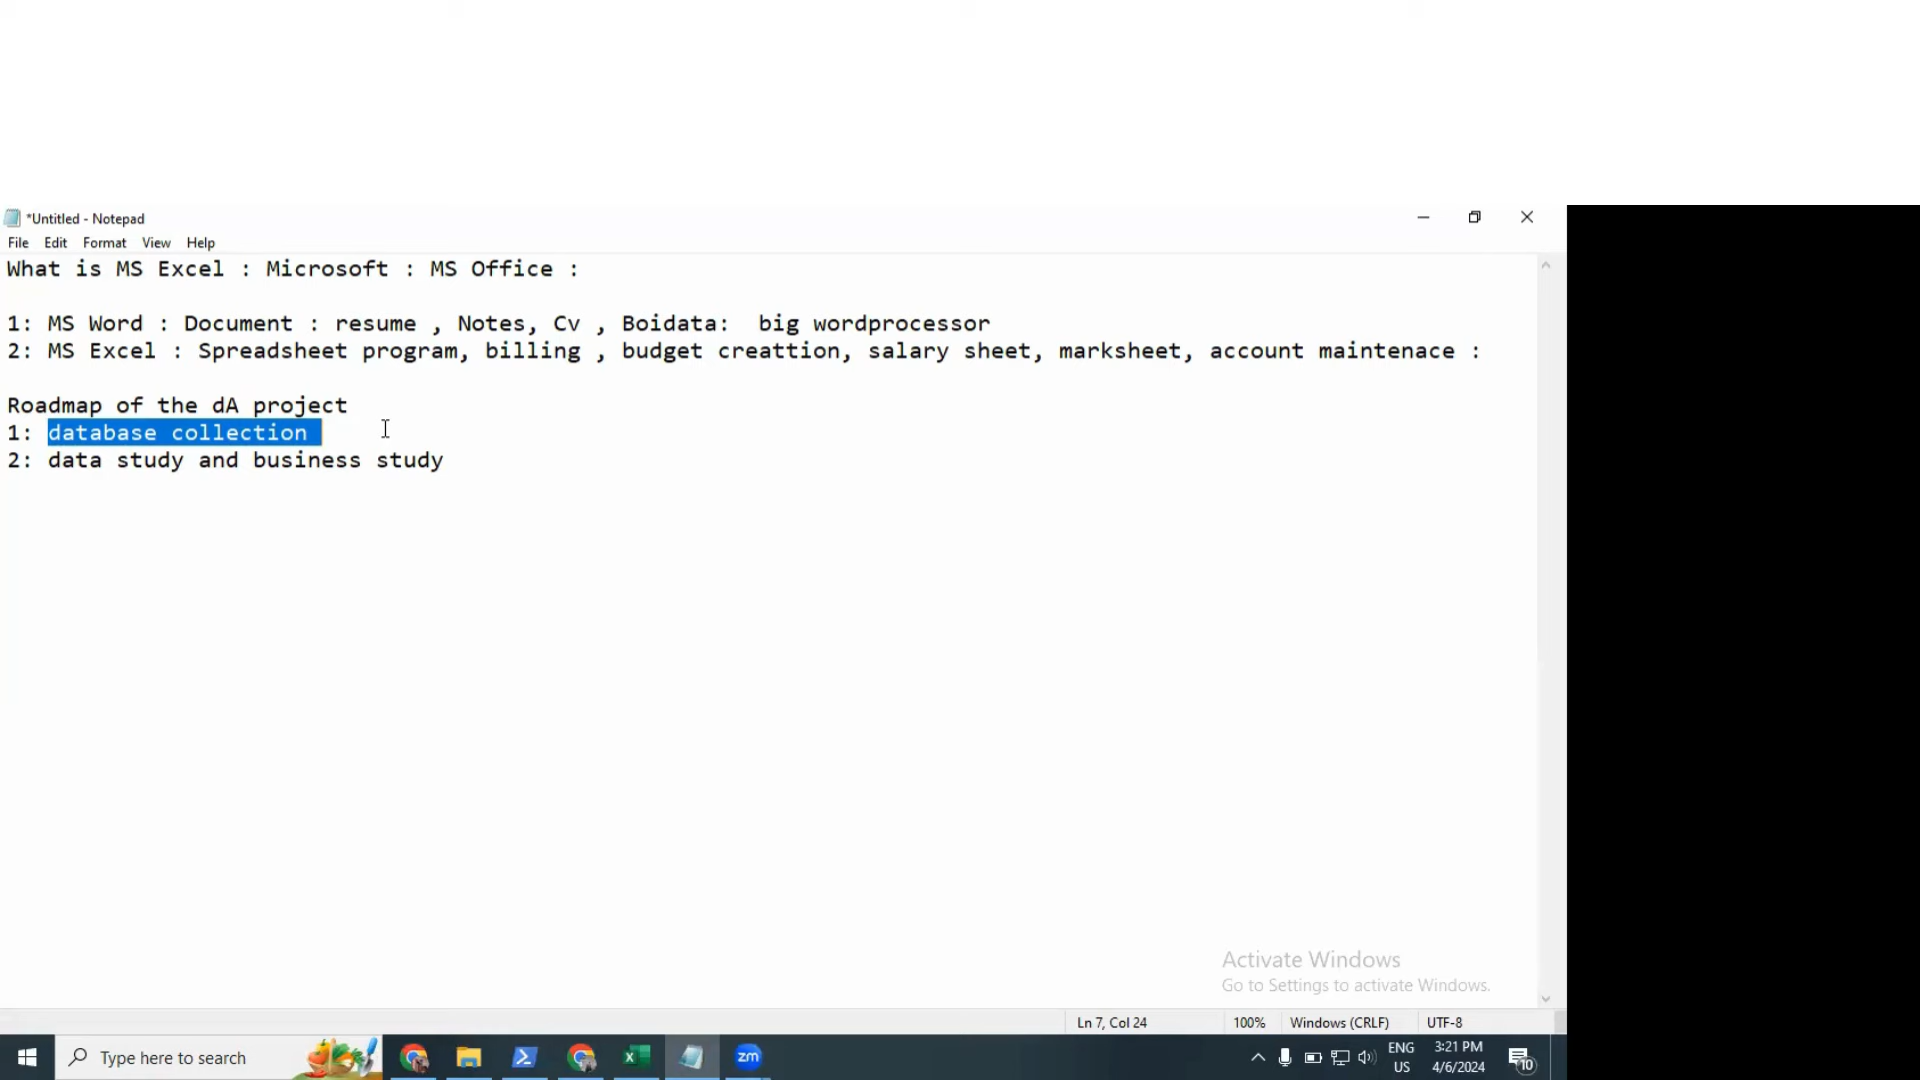 *Untitled - Notepad
File Edit Format View Help
What is MS Excel : Microsoft : MS Office :
1: MS Word : Document : resume , Notes, Cv , Boidata:  big wordprocessor
2: MS Excel : Spreadsheet program, billing , budget creattion, salary sheet, marksheet, account maintenace :
Roadmap of the dA project
1: database collection
2: data study and business study
Activate Windows
Go to Settings to activate Windows.
Ln 7, Col 24 100% Windows (CRLF) UTF-8
Type here to search
zm
ENG
US
3:21 PM
4/6/2024
10